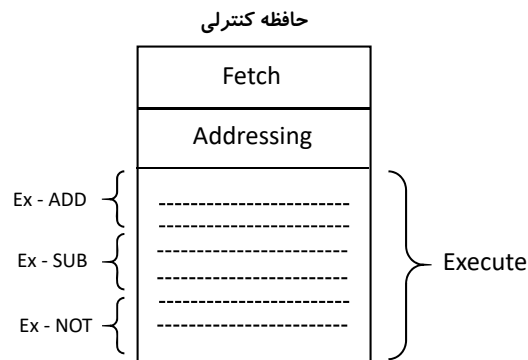 حافظه کنترلی
Fetch
Addressing
Ex - ADD
Ex - SUB
Execute
Ex - NOT